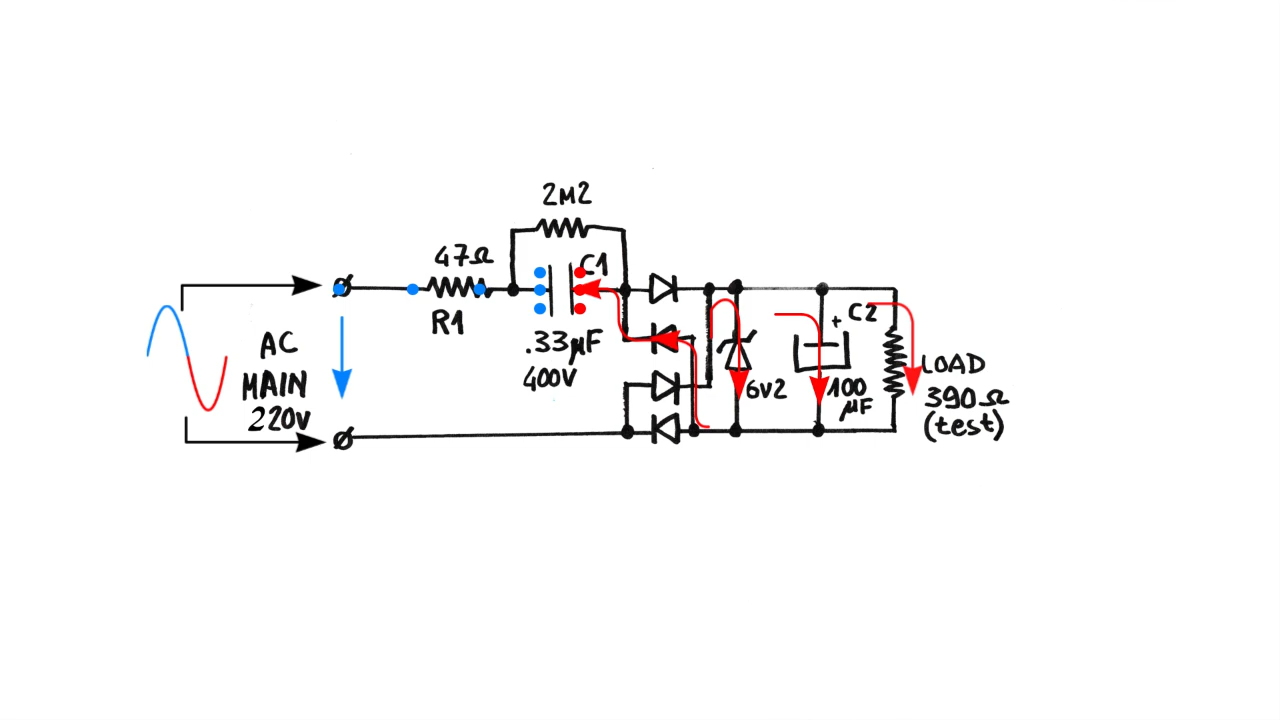 2M2
47Ω
C1
R1
.33µF
400V
AC
MAIN
220V
6V2
+
C2
100
µF
LOAD
390Ω
(test)